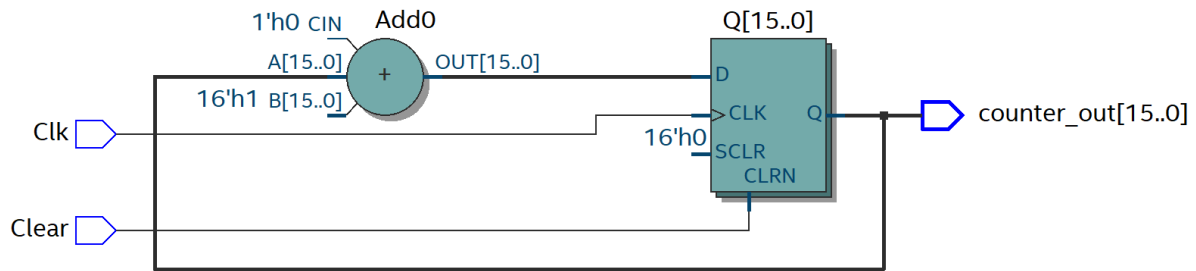 1'h0 CIN
Add0
A[15..0]
+
OUT[15..0]
16'h1 B[15..0]
Q[15..0]
D
CLK
Q
16'h0
SCLR
CLRN
Clk
Clear
counter_out[15..0]